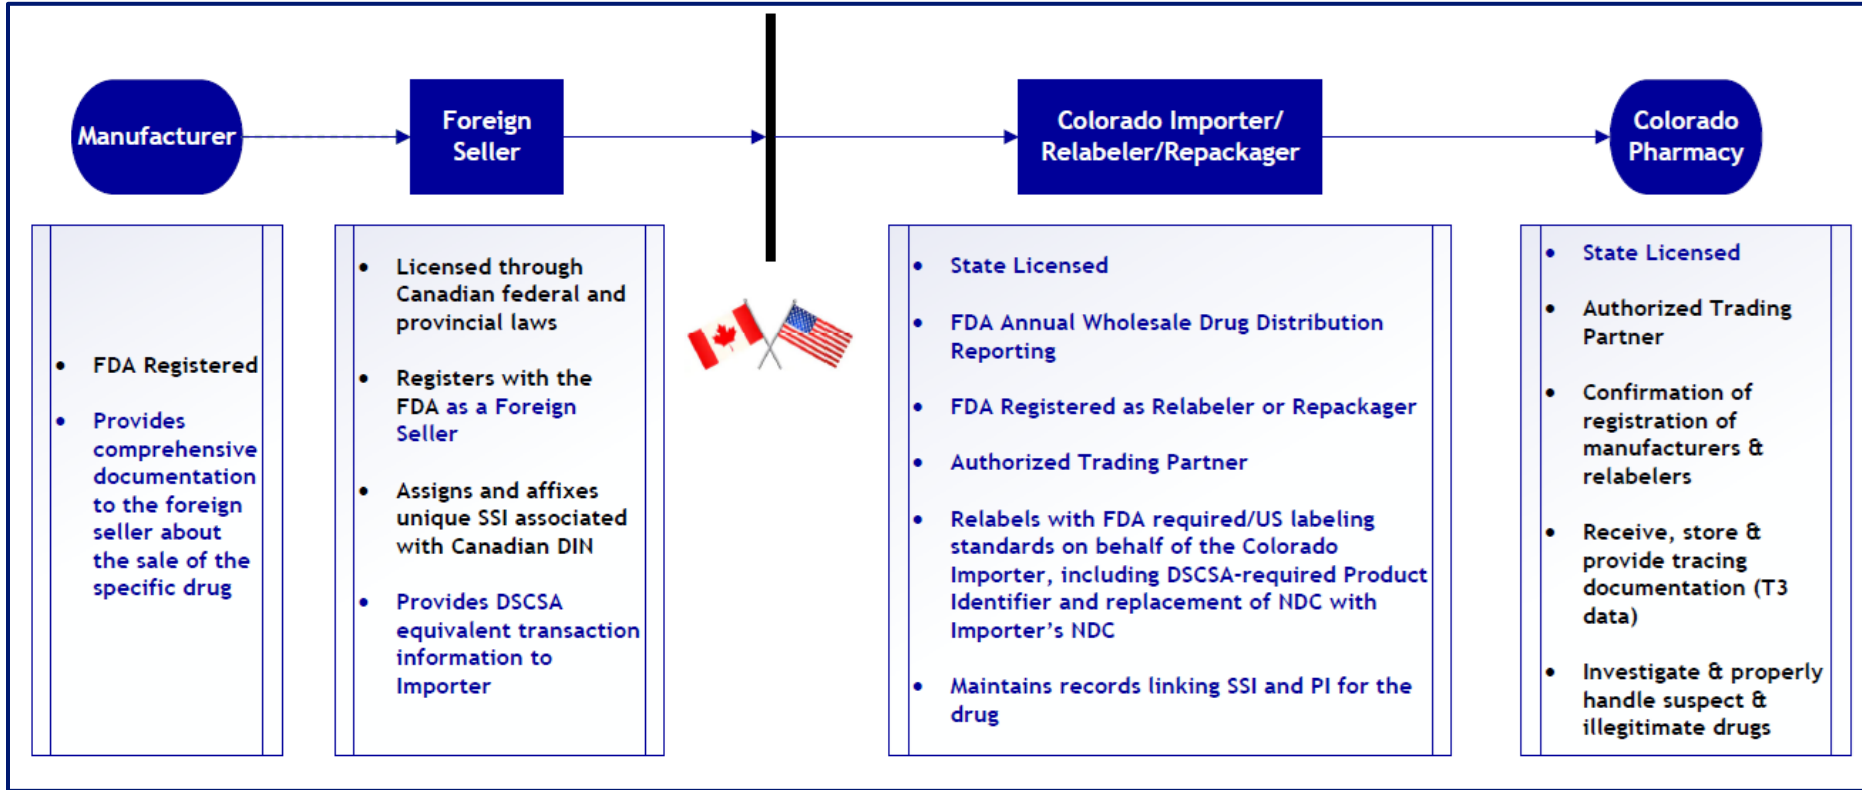 Manufacturer
Foreign
Seller
Colorado Importer/
Relabeler/Repackager
Colorado
Pharmacy
• FDA Registered
• Provides
comprehensive
documentation
to the foreign
seller about
the sale of the
specific drug
• Licensed through
Canadian federal and
provincial laws
• Registers with the
FDA as a Foreign
Seller
• Assigns and affixes
unique SSI associated
with Canadian DIN
• Provides DSCSA
equivalent transaction
information to
Importer
• State Licensed
• FDA Annual Wholesale Drug Distribution
Reporting
• FDA Registered as Relabeler or Repackager
• Authorized Trading Partner
• Relabels with FDA required/US labeling
standards on behalf of the Colorado
Importer, including DSCSA-required Product
Identifier and replacement of NDC with
Importer’s NDC
• Maintains records linking SSI and PI for the
drug
• State Licensed
• Authorized Trading
Partner
• Confirmation of
registration of
manufacturers &
relabelers
• Receive, store &
provide tracing
documentation (T3
data)
• Investigate & properly
handle suspect &
illegitimate drugs